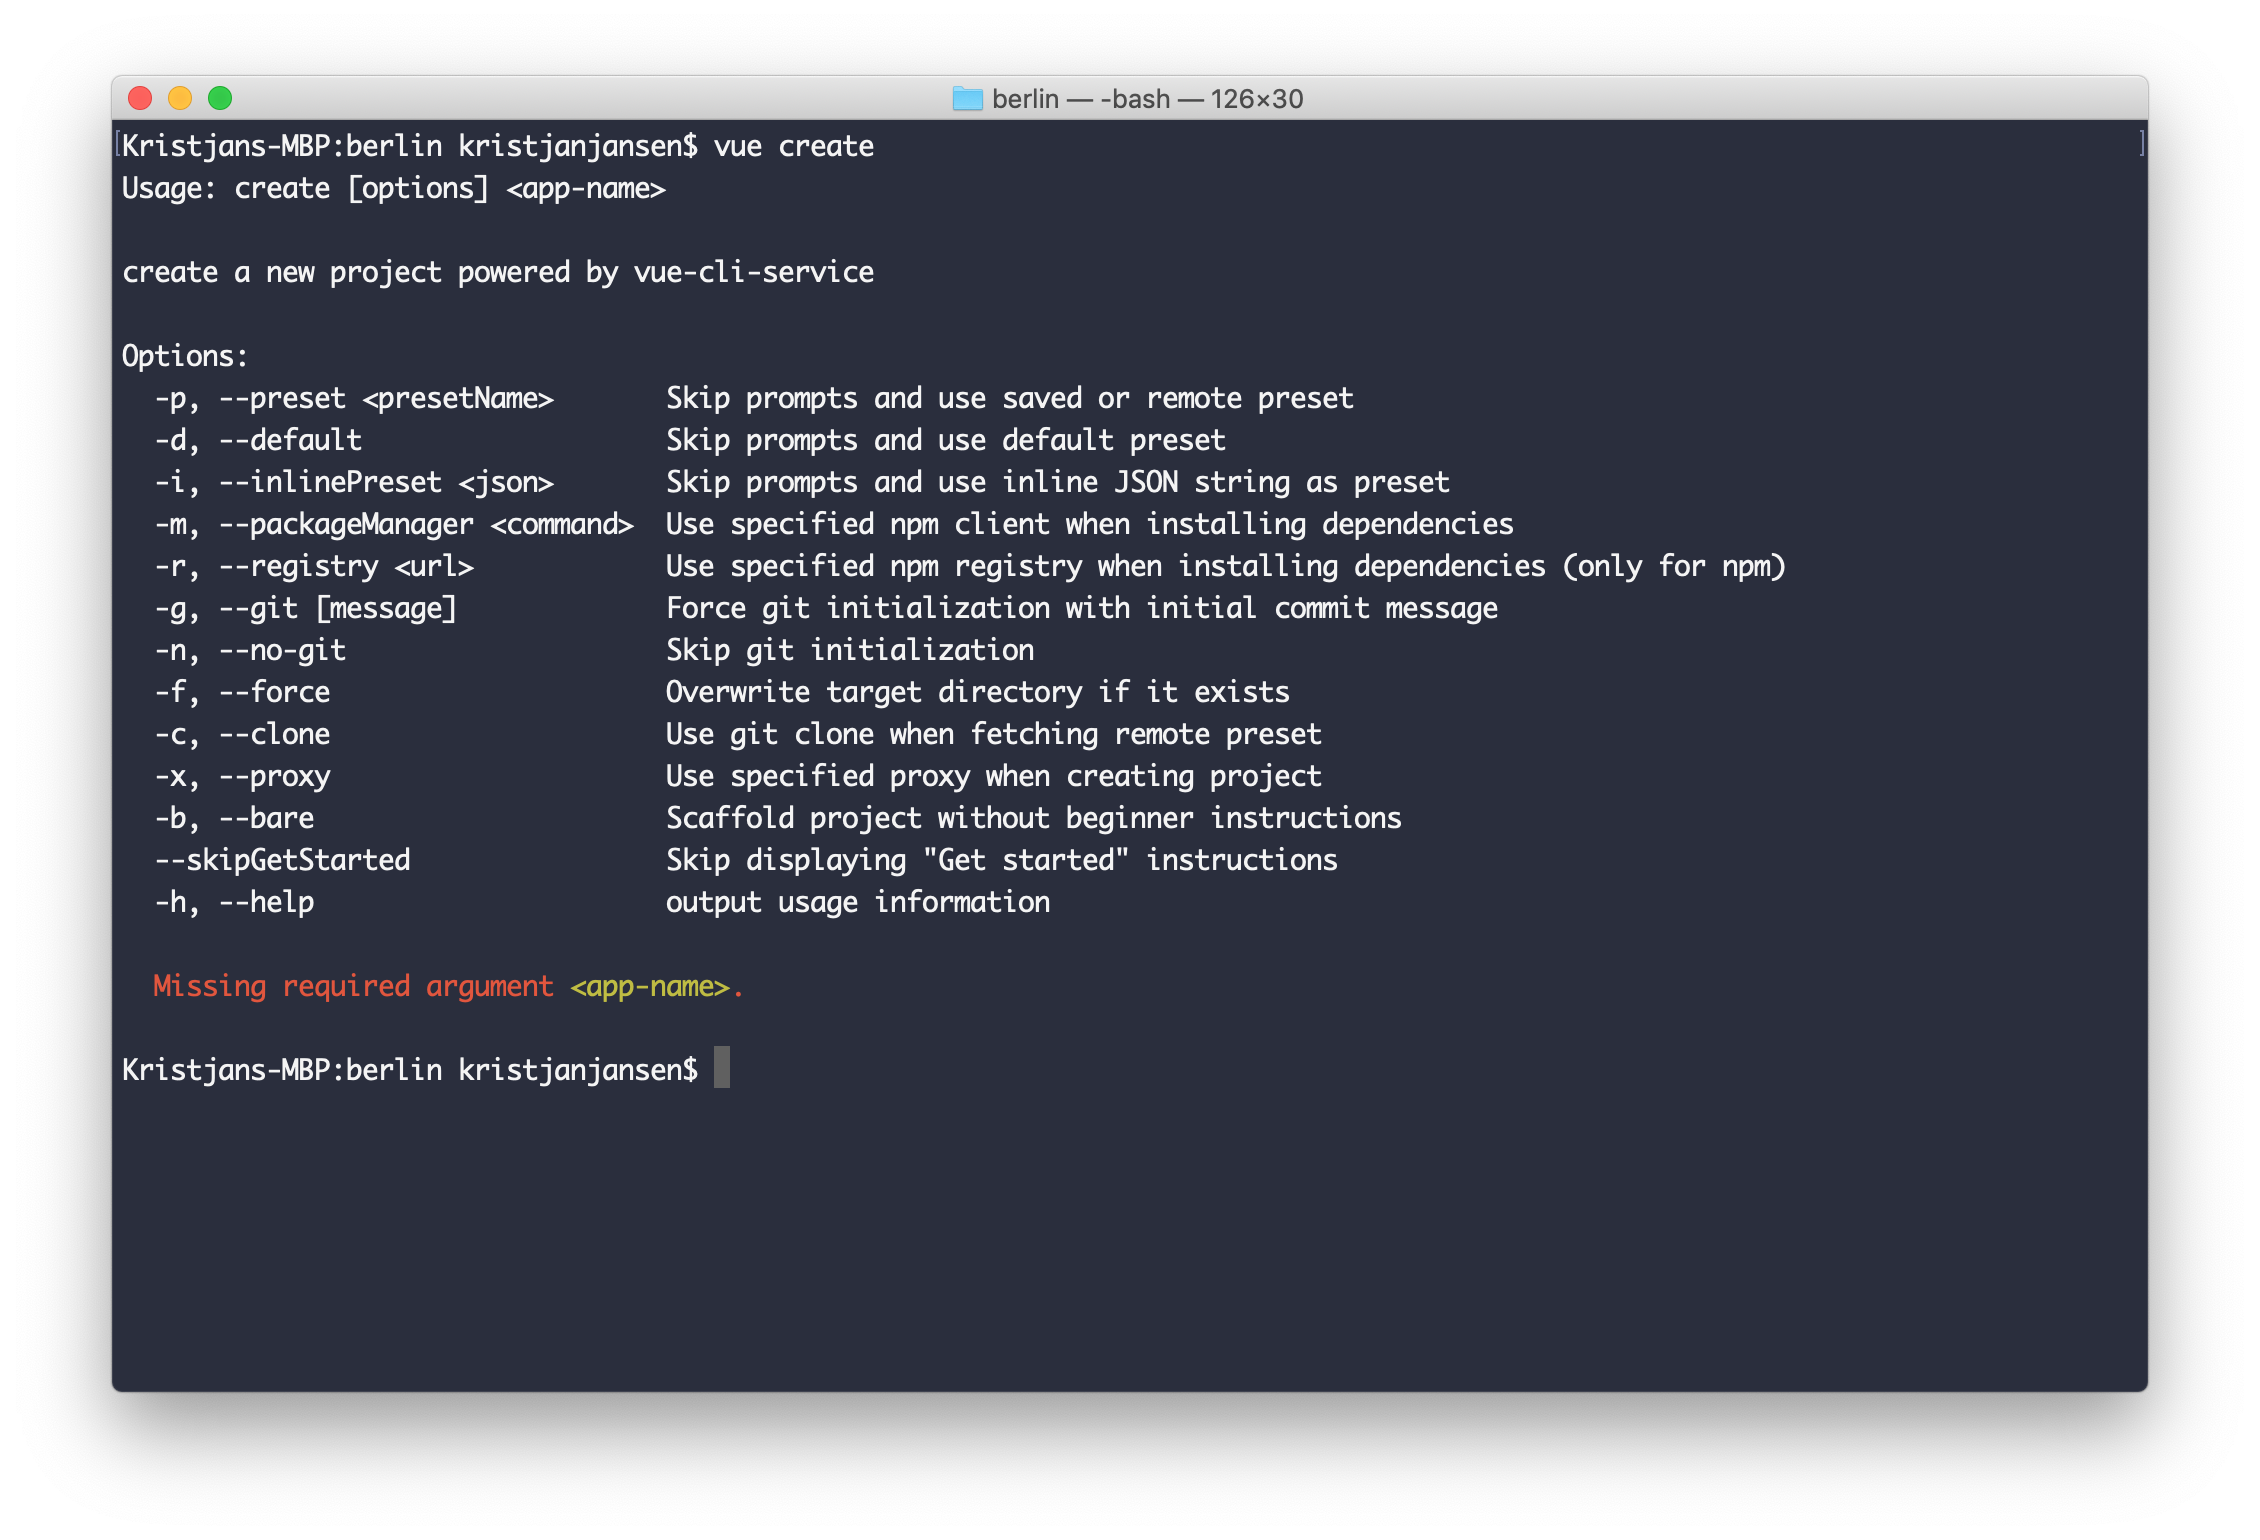 berlin — -bash — 126×30
Kristjans-MBP:berlin kristjanjansen$ vue create
Usage: create [options] <app-name>
create a new project powered by vue-cli-service
Options:
-p, --preset <presetName> Skip prompts and use saved or remote preset
-d, --default Skip prompts and use default preset
-i, --inlinePreset <json> Skip prompts and use inline JSON string as preset
-m, --packageManager <command> Use specified npm client when installing dependencies
-r, --registry <url> Use specified npm registry when installing dependencies (only for npm)
-g, --git [message] Force git initialization with initial commit message
-n, --no-git Skip git initialization
-f, --force Overwrite target directory if it exists
-c, --clone Use git clone when fetching remote preset
-x, --proxy Use specified proxy when creating project
-b, --bare Scaffold project without beginner instructions
--skipGetStarted Skip displaying "Get started" instructions
-h, --help output usage information
Missing required argument <app-name>.
Kristjans-MBP:berlin kristjanjansen$